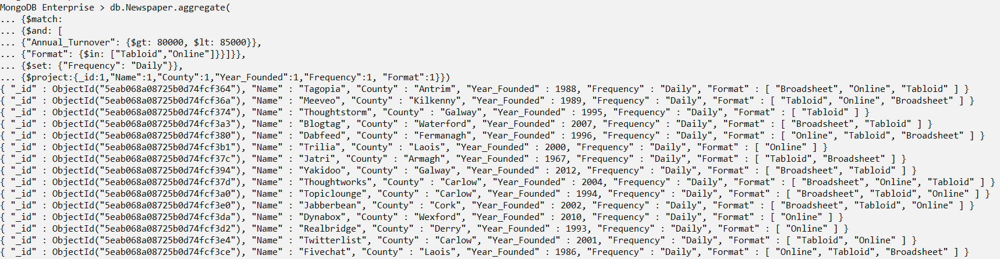 MongoDB Enterprise > db.Newspaper.aggregate(
... {$match:
... {$and: [
... {"Annual_Turnover": {$gt: 80000, $lt: 85000}},
... {"Format": {$in: ["Tabloid","Online"]}}]}},
... {$set: {"Frequency": "Daily"}},
... {$project:{_id:1,"Name":1,"County":1,"Year_Founded":1,"Frequency":1, "Format":1}})
{ "_id" : ObjectId("5eab068a08725b0d74fcf364"), "Name" : "Tagopia", "County" : "Antrim", "Year_Founded" : 1988, "Frequency" : "Daily", "Format" : [ "Broadsheet", "Online", "Tabloid" ] }
{ "_id" : ObjectId("5eab068a08725b0d74fcf36a"), "Name" : "Meeveo", "County" : "Kilkenny", "Year_Founded" : 1989, "Frequency" : "Daily", "Format" : [ "Tabloid", "Online", "Broadsheet" ] }
{ "_id" : ObjectId("5eab068a08725b0d74fcf374"), "Name" : "Thoughtstorm", "County" : "Galway", "Year_Founded" : 1995, "Frequency" : "Daily", "Format" : [ "Tabloid" ] }
{ "_id" : ObjectId("5eab068a08725b0d74fcf3a3"), "Name" : "Blogtag", "County" : "Waterford", "Year_Founded" : 2007, "Frequency" : "Daily", "Format" : [ "Broadsheet", "Tabloid" ] }
{ "_id" : ObjectId("5eab068a08725b0d74fcf380"), "Name" : "Dabfeed", "County" : "Fermanagh", "Year_Founded" : 1996, "Frequency" : "Daily", "Format" : [ "Online", "Tabloid", "Broadsheet" ] }
{ "_id" : ObjectId("5eab068a08725b0d74fcf3b1"), "Name" : "Trilia", "County" : "Laois", "Year_Founded" : 2000, "Frequency" : "Daily", "Format" : [ "Online" ] }
{ "_id" : ObjectId("5eab068a08725b0d74fcf37c"), "Name" : "Jatri", "County" : "Armagh", "Year_Founded" : 1967, "Frequency" : "Daily", "Format" : [ "Tabloid", "Broadsheet" ] }
{ "_id" : ObjectId("5eab068a08725b0d74fcf394"), "Name" : "Yakidoo", "County" : "Galway", "Year_Founded" : 2012, "Frequency" : "Daily", "Format" : [ "Broadsheet", "Tabloid" ] }
{ "_id" : ObjectId("5eab068a08725b0d74fcf37d"), "Name" : "Thoughtworks", "County" : "Carlow", "Year_Founded" : 2004, "Frequency" : "Daily", "Format" : [ "Broadsheet", "Online", "Tabloid" ] }
{ "_id" : ObjectId("5eab068a08725b0d74fcf3a0"), "Name" : "Topiclounge", "County" : "Carlow", "Year_Founded" : 1994, "Frequency" : "Daily", "Format" : [ "Broadsheet", "Tabloid", "Online" ] }
{ "_id" : ObjectId("5eab068a08725b0d74fcf3e0"), "Name" : "Jabberbean", "County" : "Cork", "Year_Founded" : 2002, "Frequency" : "Daily", "Format" : [ "Broadsheet", "Tabloid", "Online" ] }
{ "_id" : ObjectId("5eab068a08725b0d74fcf3da"), "Name" : "Dynabox", "County" : "Wexford", "Year_Founded" : 2010, "Frequency" : "Daily", "Format" : [ "Online" ] }
{ "_id" : ObjectId("5eab068a08725b0d74fcf3d2"), "Name" : "Realbridge", "County" : "Derry", "Year_Founded" : 1993, "Frequency" : "Daily", "Format" : [ "Online" ] }
{ "_id" : ObjectId("5eab068a08725b0d74fcf3e4"), "Name" : "Twitterlist", "County" : "Carlow", "Year_Founded" : 2001, "Frequency" : "Daily", "Format" : [ "Tabloid", "Online" ] }
{ "_id" : ObjectId("5eab068a08725b0d74fcf3ce"), "Name" : "Fivechat", "County" : "Laois", "Year_Founded" : 1986, "Frequency" : "Daily", "Format" : [ "Online", "Tabloid", "Broadsheet" ] }